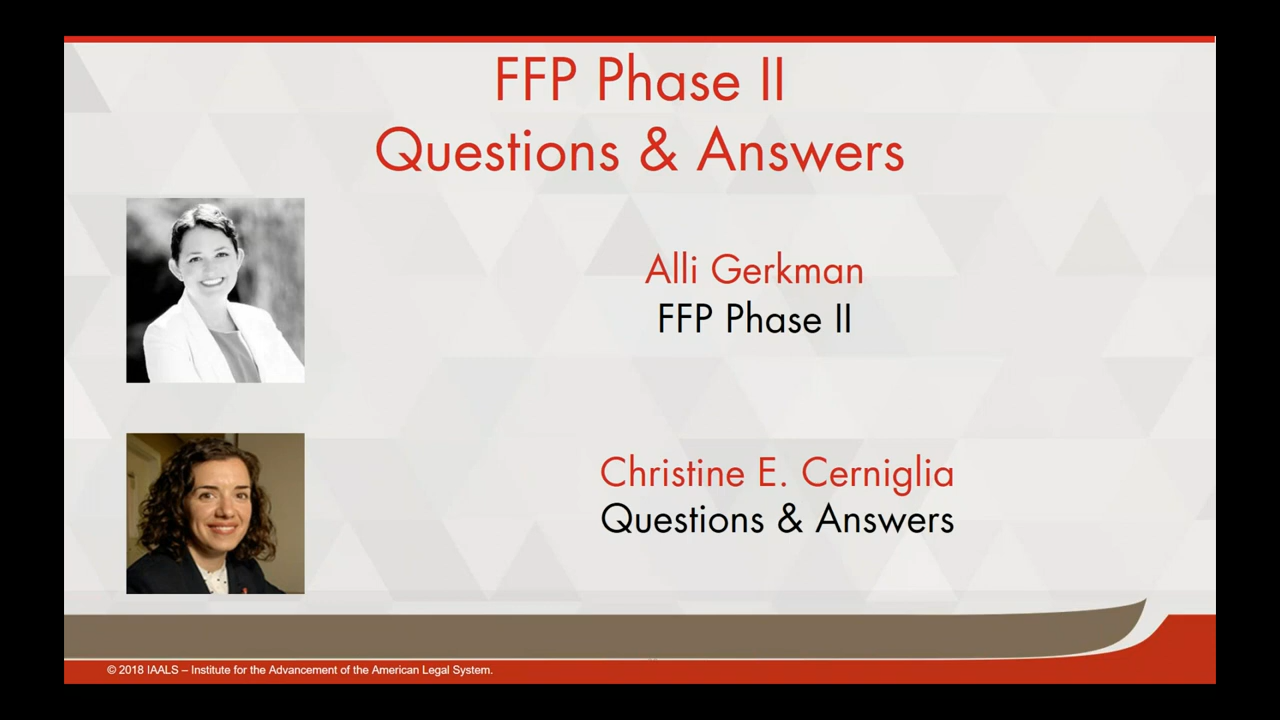 FFP Phase II
Questions & Answers
Alli Gerkman
FFP Phase II
Christine E. Cerniglia
Questions & Answers
© 2018 IAALS – Institute for the Advancement of the American Legal System.